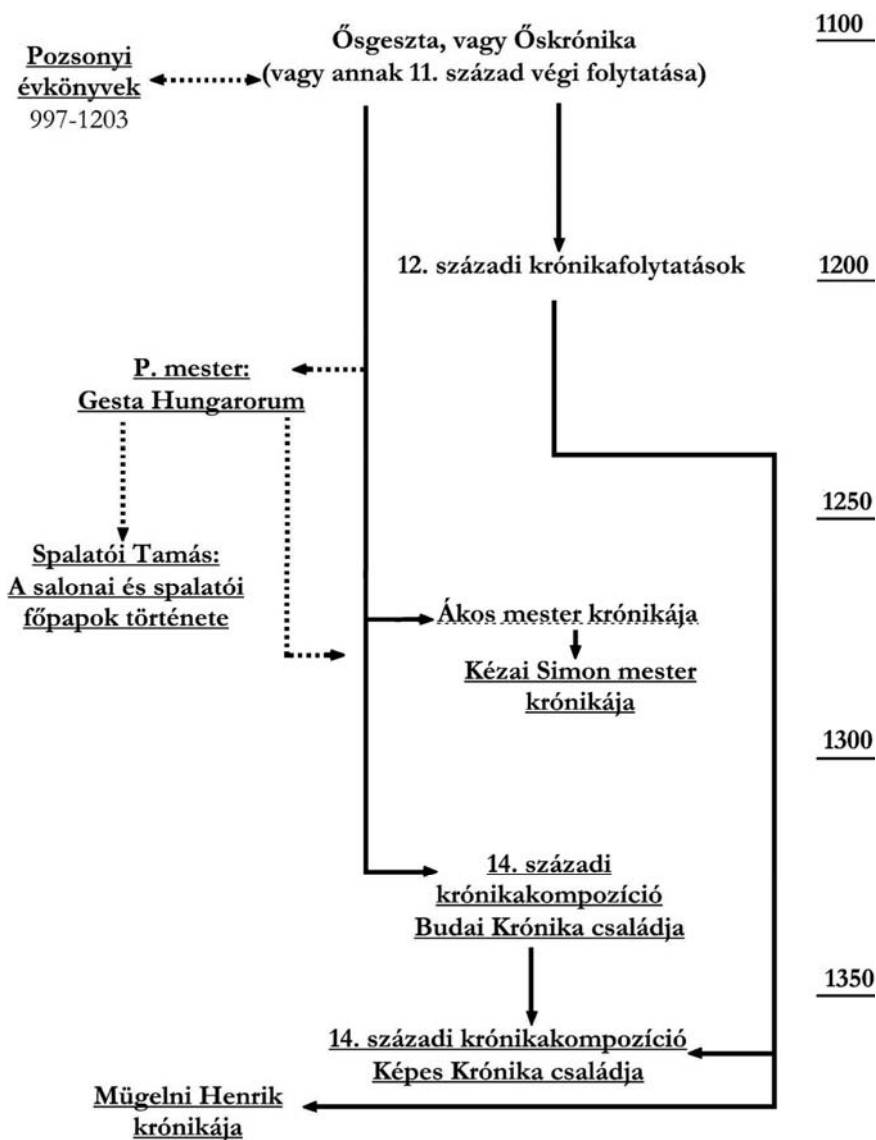 1100
Ősgeszta, vagy Őskrónika
(vagy annak 11. század végi folytatása)
Pozsonyi
évkönyvek
997-1203
12. századi krónikafolytatások
1200
P. mester:
Gesta Hungarorum
1250
Spalatói Tamás:
A salonai és spalatói
főpapok története
Ákos mester krónikája
Kézai Simon mester
krónikája
1300
14. századi
krónikakompozíció
Budai Krónika családja
1350
14. századi krónikakompozíció
Képes Krónika családja
Mügelni Henrik
krónikája